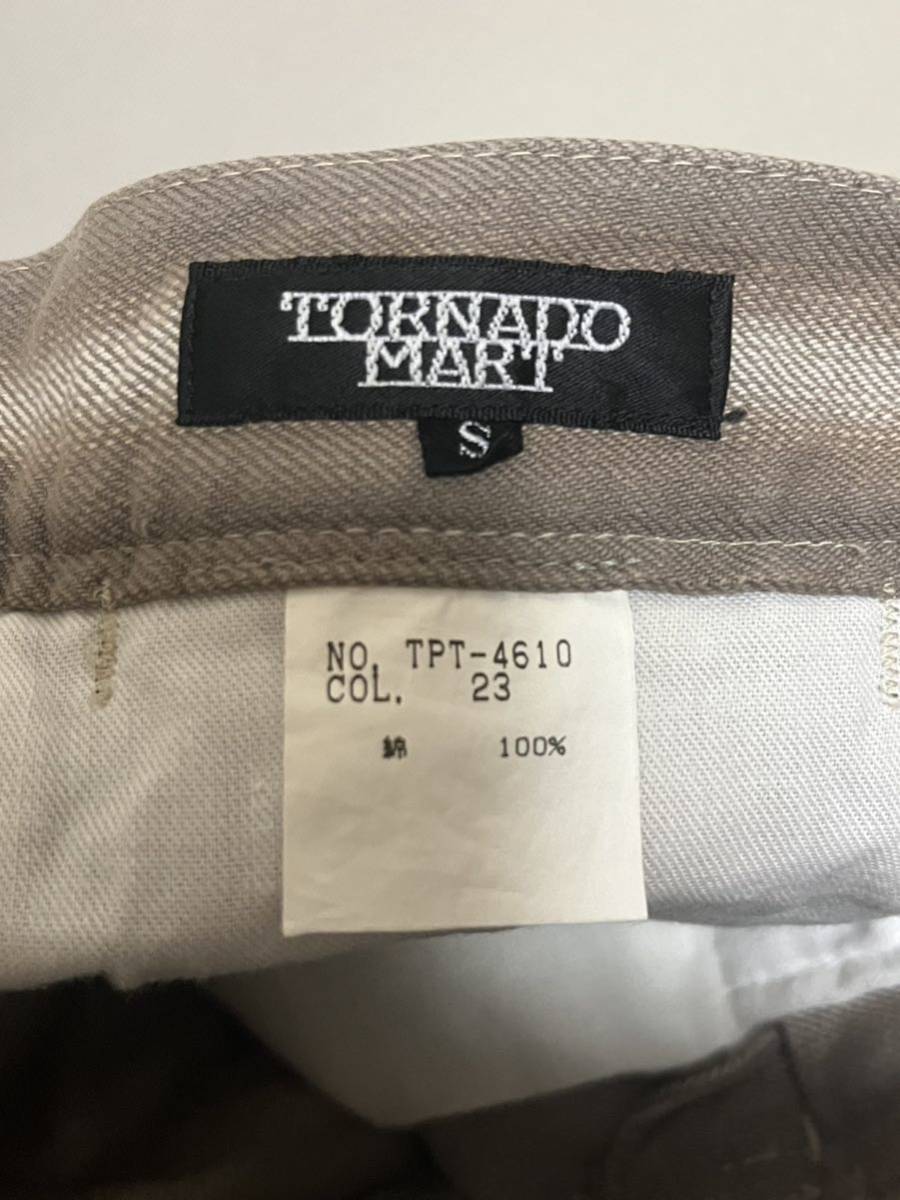 TORNADO
MART
S
NO. TPT-4610
COL. 23
綿 100%